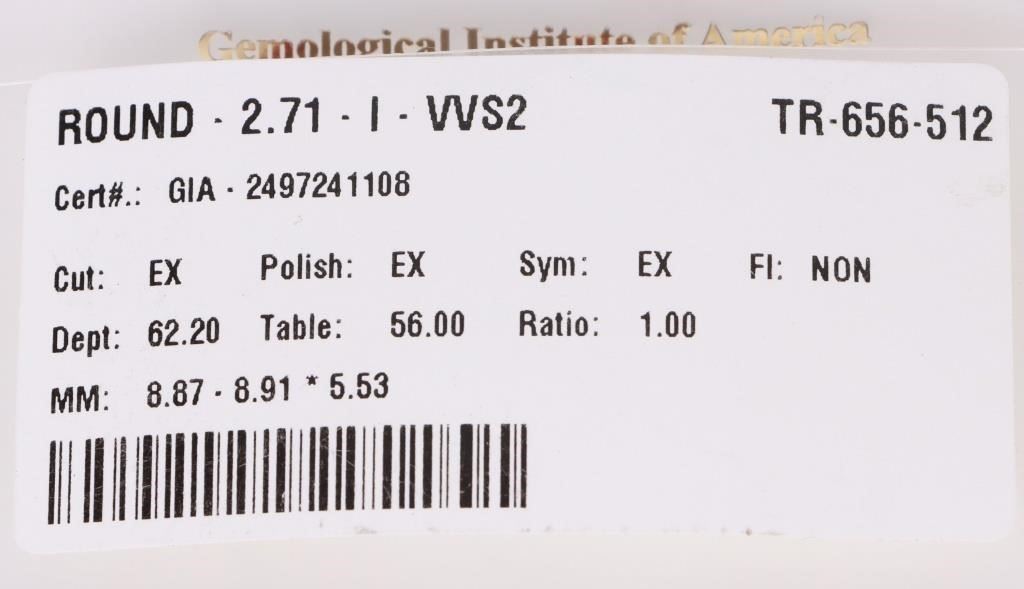 Gemological Institute of America
ROUND - 2.71 - I - VVS2 TR-656-512
Cert#.: GIA - 2497241108
Cut: EX Polish: EX Sym: EX Fl: NON
Dept: 62.20 Table: 56.00 Ratio: 1.00
MM: 8.87 - 8.91 * 5.53